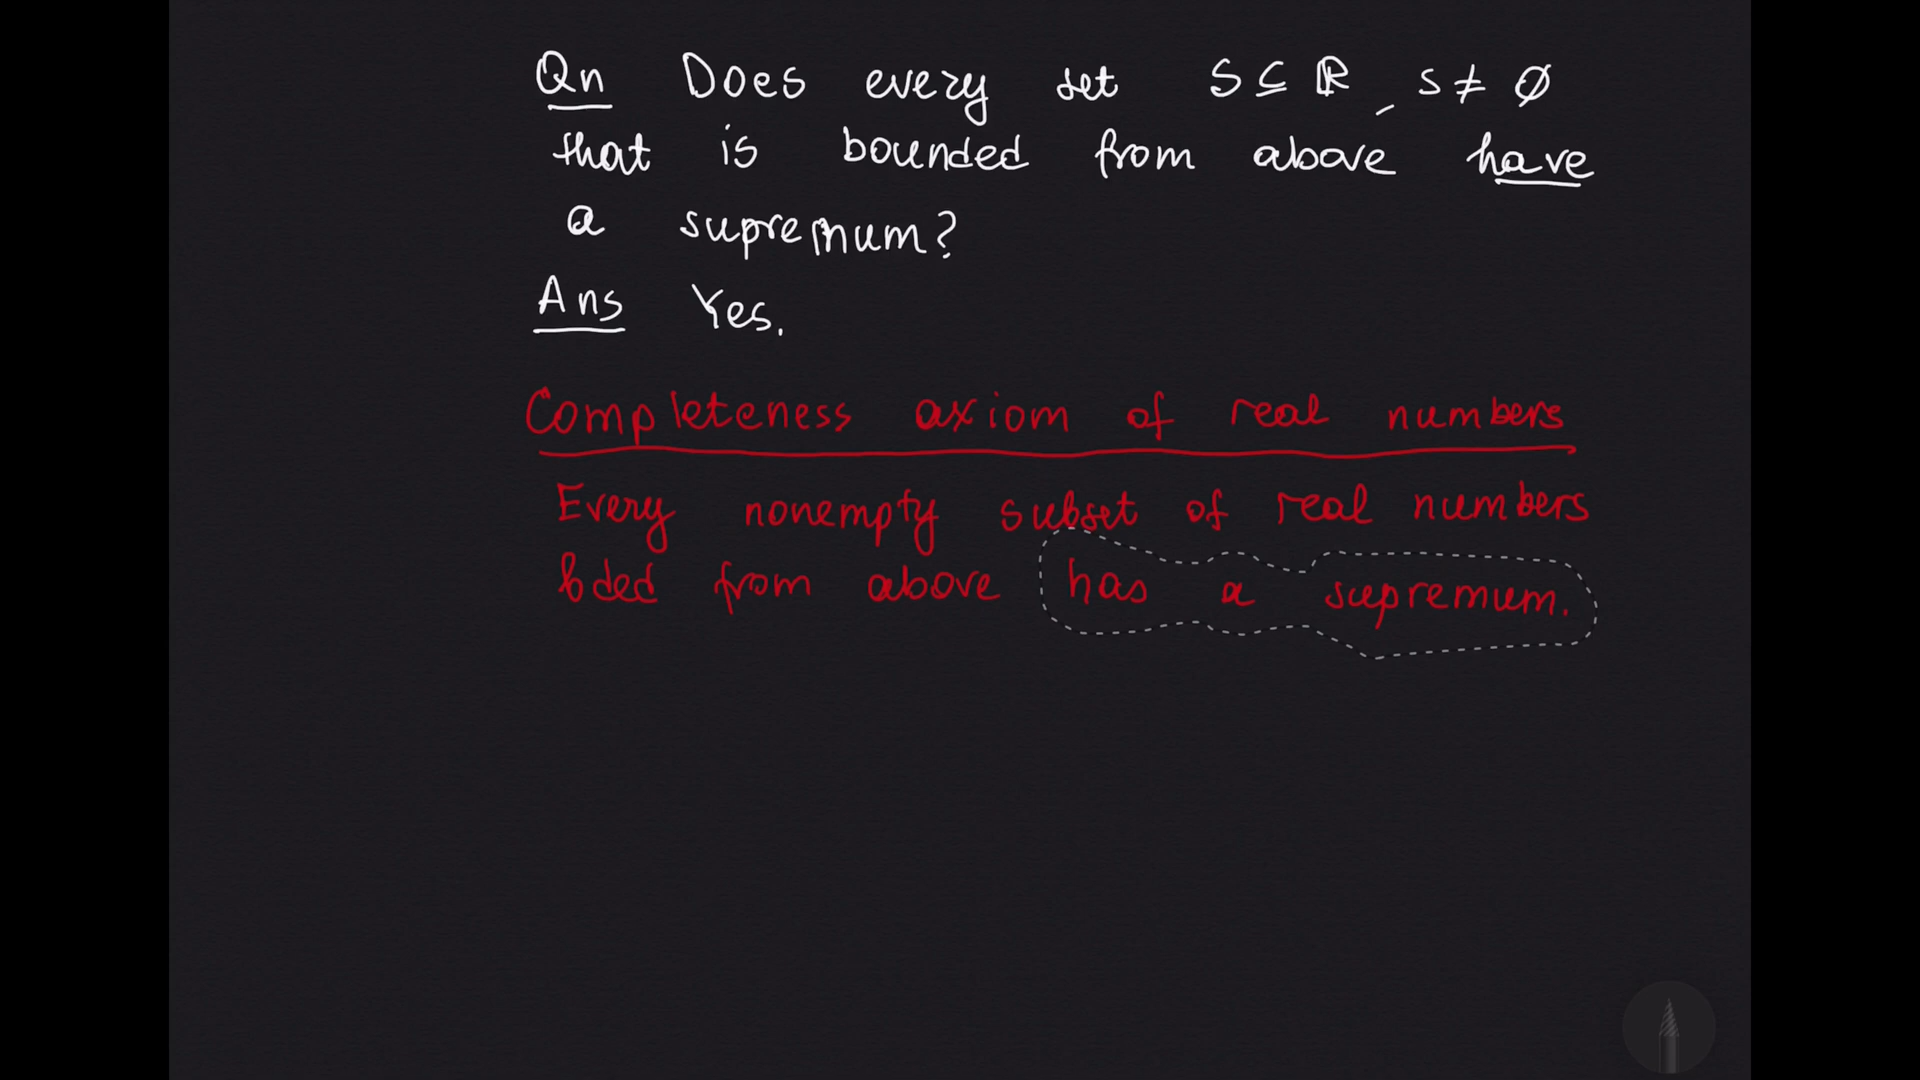 Qn Does every set S ⊆ ℝ, S ≠ ∅
that is bounded from above have
a supremum?
Ans Yes.
Completeness axiom of real numbers
Every nonempty subset of real numbers
bded from above has a supremum.